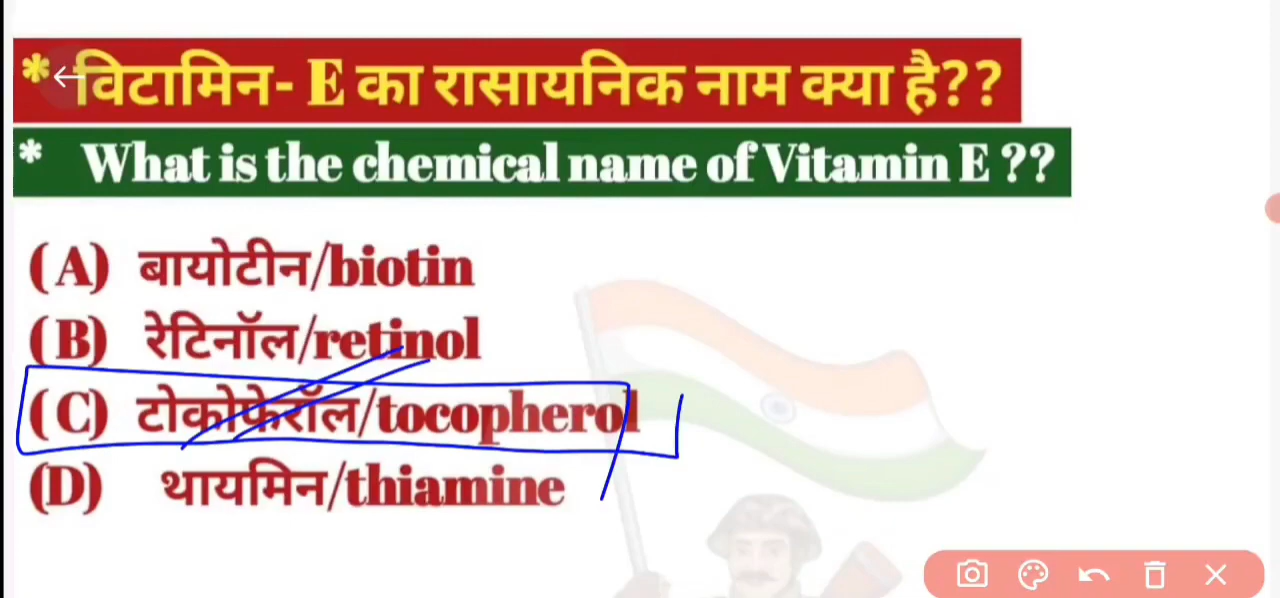 * विटामिन- E का रासायनिक नाम क्या है??
* What is the chemical name of Vitamin E ??
(A) बायोटीन/biotin
(B) रेटिनॉल/retinol
(C) टोकोफेरॉल/tocopherol
(D) थायमिन/thiamine